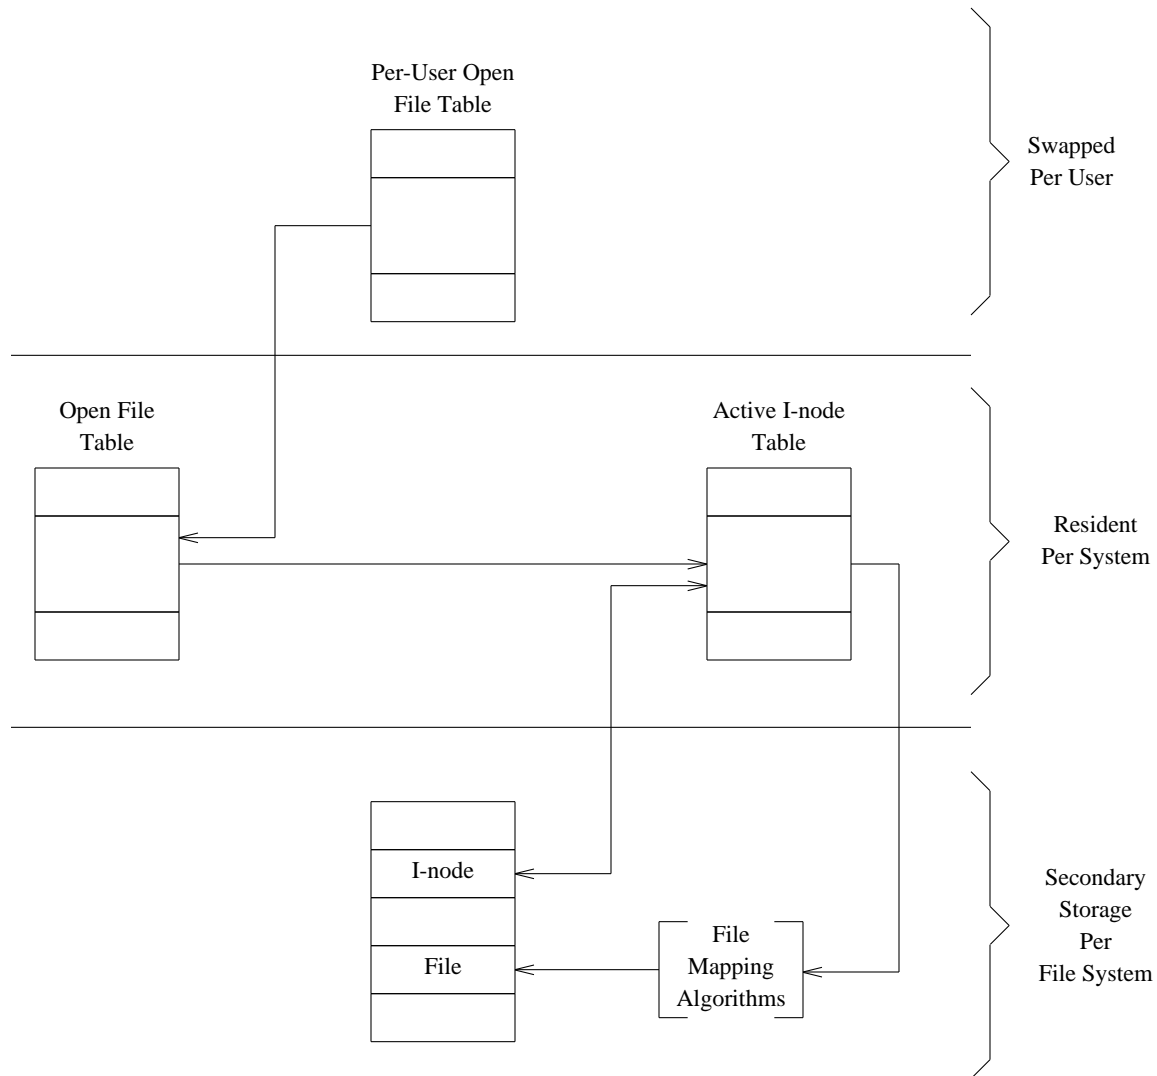 Per-User Open
File Table
Swapped
Per User
Open File
Table
Active I-node
Table
Resident
Per System
I-node
File
File
Mapping
Algorithms
Secondary
Storage
Per
File System